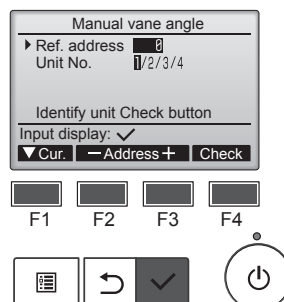 Manual vane angle
Ref. address 0
Unit No. 1/2/3/4
Identify unit Check button
Input display: ✓
▼Cur. －Address＋ Check
F1 F2 F3 F4